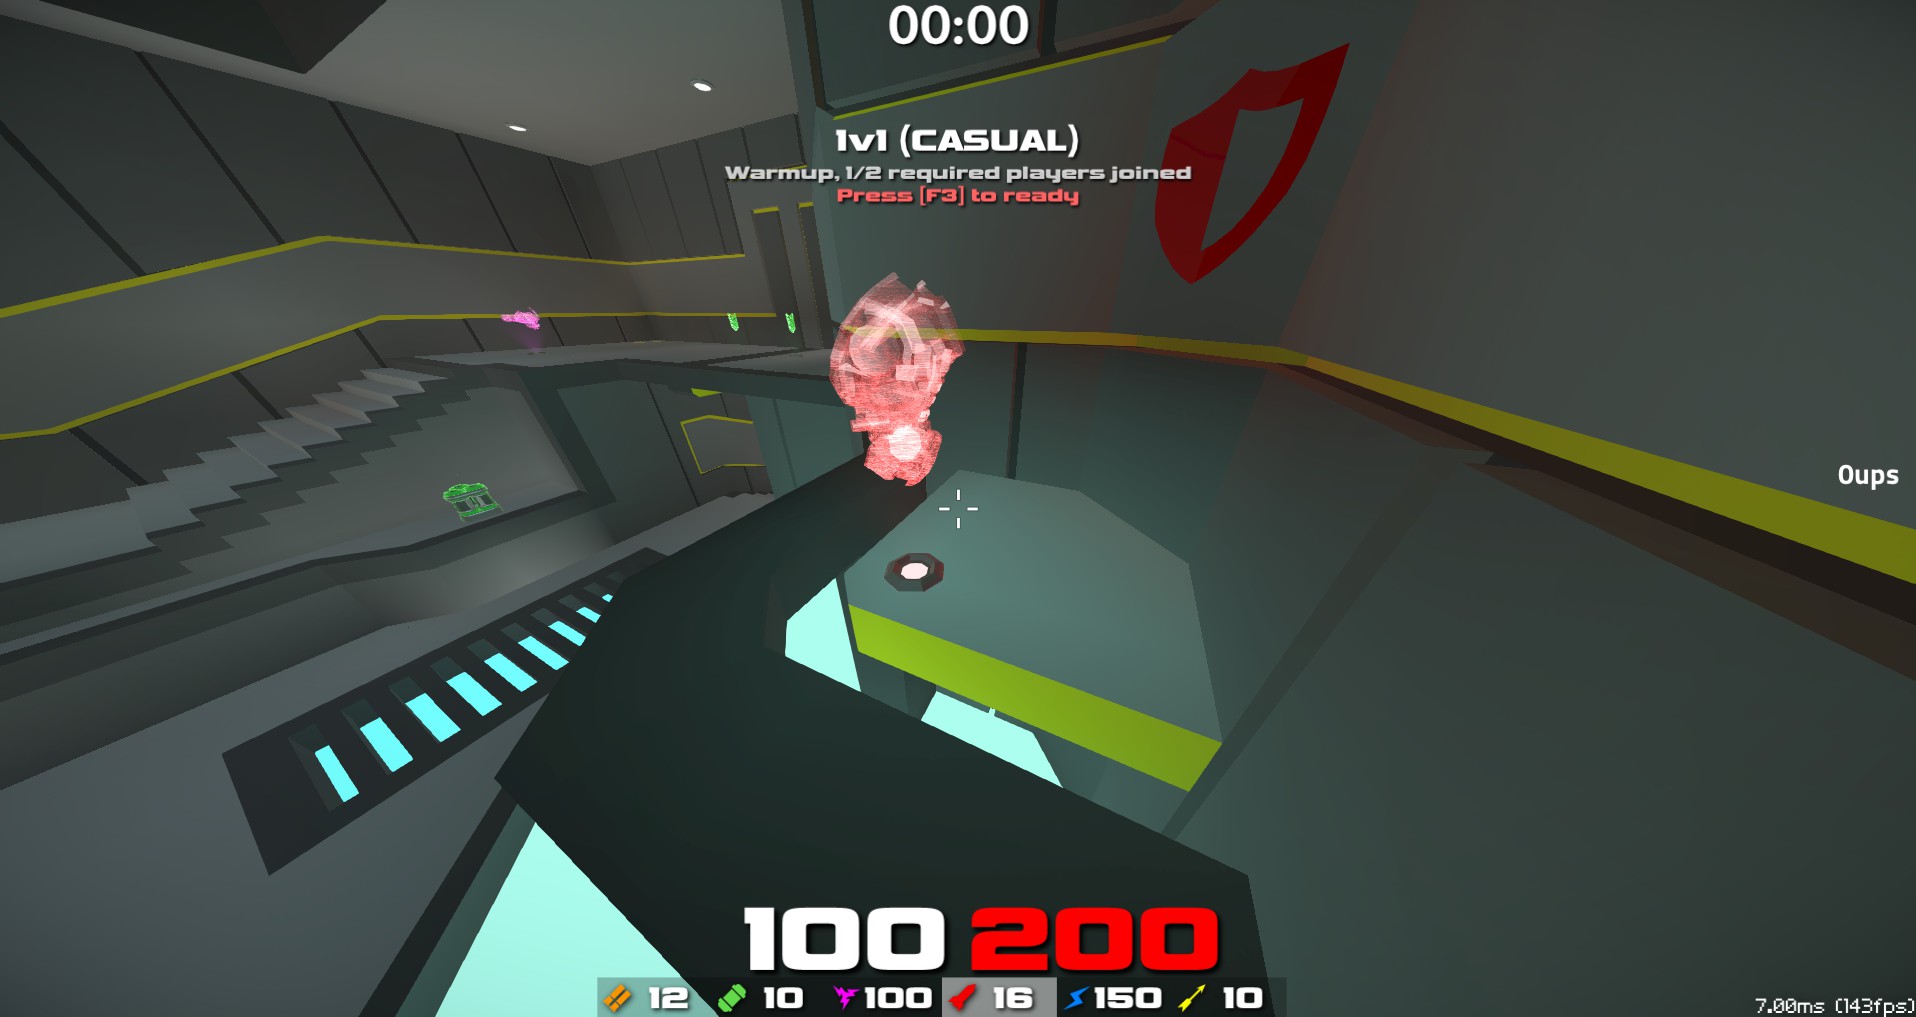 00:00
1v1 (CASUAL)
Warmup, 1/2 required players joined
Press [F3] to ready
Oups
100 200
12 10 100 16 150 10
7.00ms (143fps)